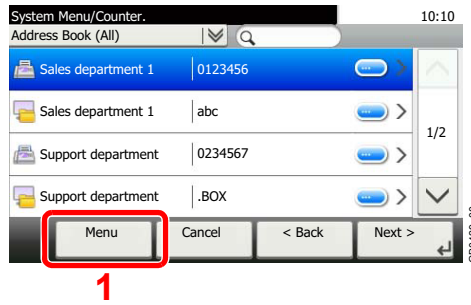 System Menu/Counter.
10:10
Address Book (All)
Sales department 1 0123456
Sales department 1 abc
1/2
Support department 0234567
Support department .BOX
Menu Cancel < Back Next >
1